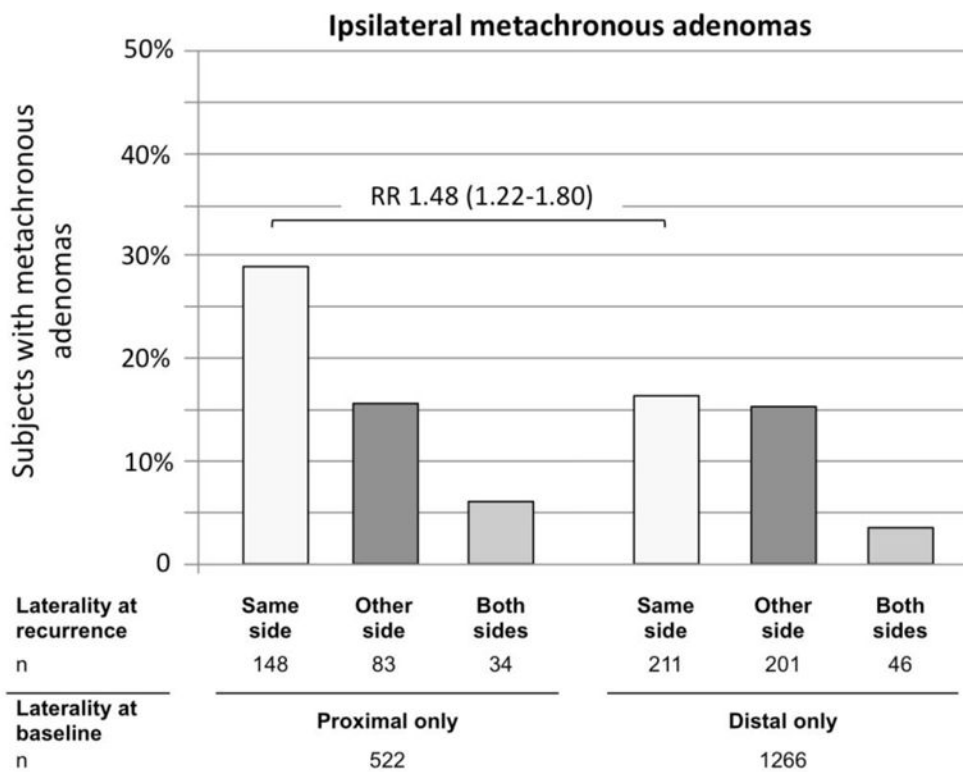 Ipsilateral metachronous adenomas
Subjects with metachronous
adenomas
50%
40%
30%
20%
10%
0
RR 1.48 (1.22-1.80)
Laterality at
recurrence
Same
side
Other
side
Both
sides
Same
side
Other
side
Both
sides
n 148 83 34 211 201 46
Laterality at
baseline
Proximal only Distal only
n 522 1266